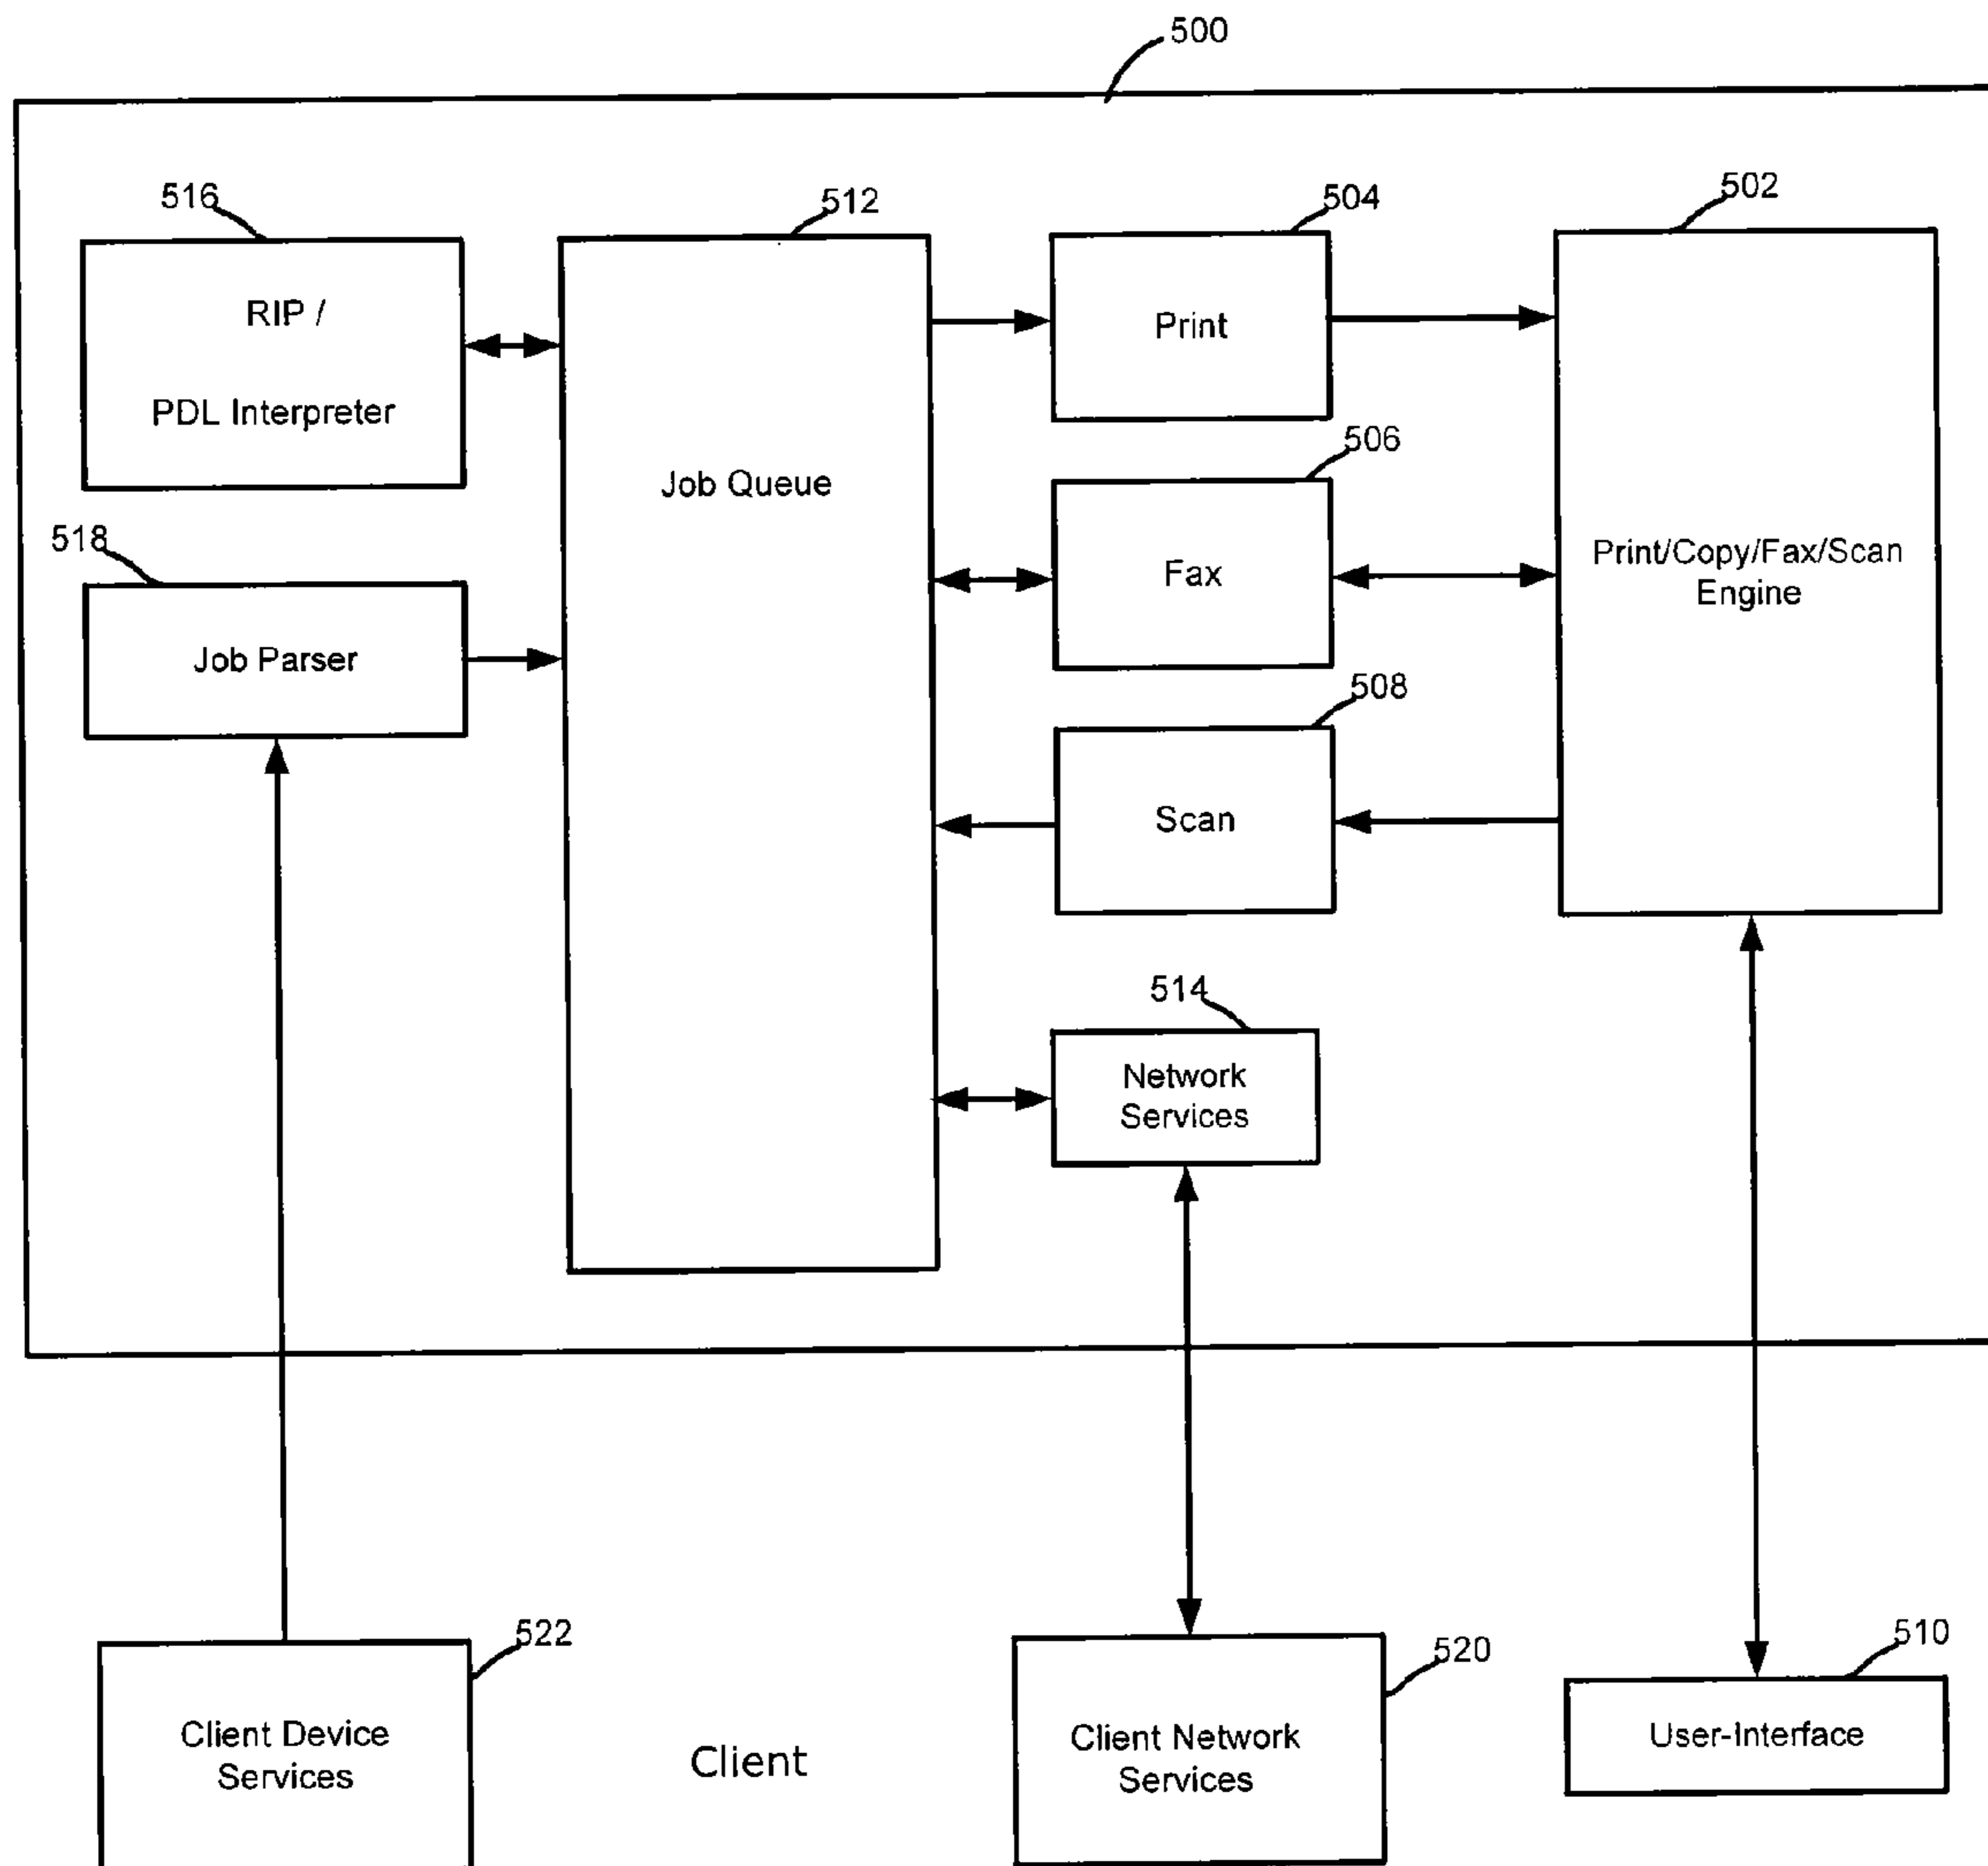 500
516
512
504
502
RIP /
PDL Interpreter
Job Queue
Print
506
Fax
Print/Copy/Fax/Scan
Engine
518
Job Parser
508
Scan
514
Network
Services
522
520
510
Client Device
Services
Client
Client Network
Services
User-Interface